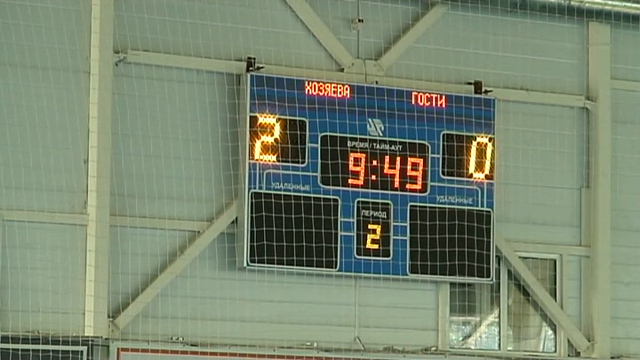 ХОЗЯЕВА ГОСТИ
ВРЕМЯ / ТАЙМ-АУТ
2 9:49 0
УДАЛЕННЫЕ ПЕРИОД УДАЛЕННЫЕ
2